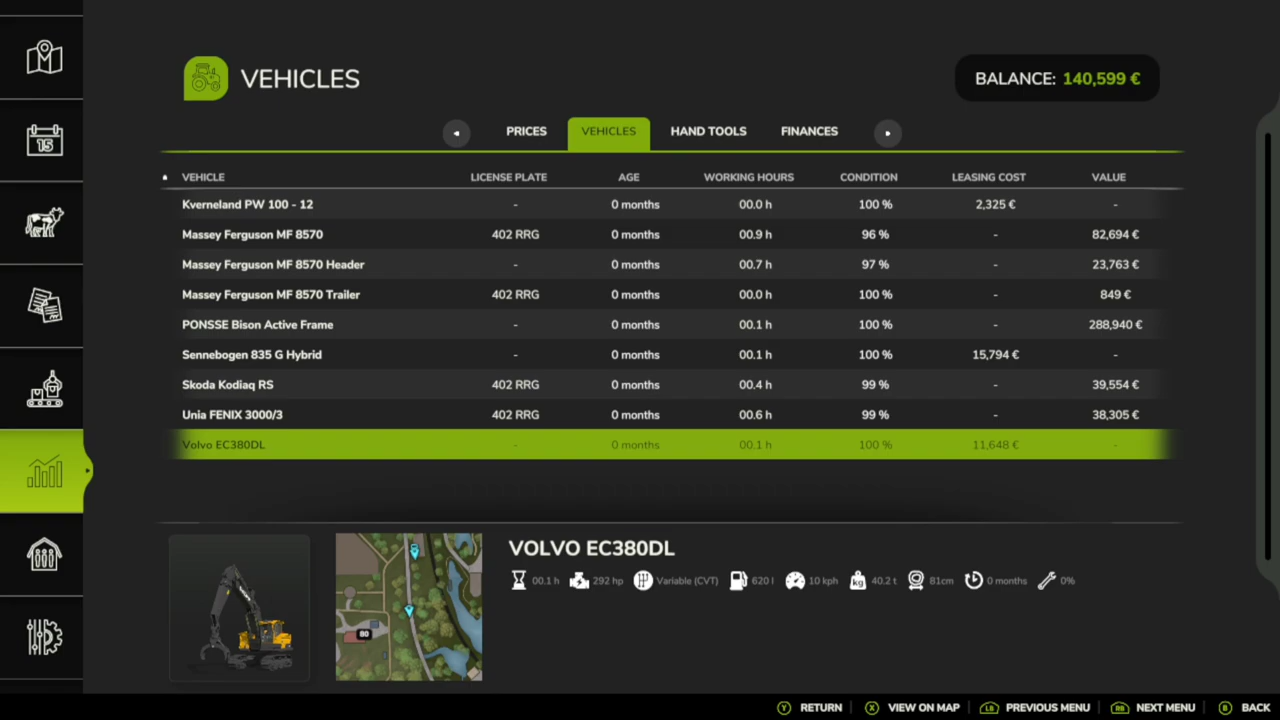 VEHICLES
BALANCE: 140,599 €
PRICES VEHICLES HAND TOOLS FINANCES
VEHICLE LICENSE PLATE AGE WORKING HOURS CONDITION LEASING COST VALUE
Kverneland PW 100 - 12 - 0 months 00.0 h 100 % 2,325 € -
Massey Ferguson MF 8570 402 RRG 0 months 00.9 h 96 % - 82,694 €
Massey Ferguson MF 8570 Header - 0 months 00.7 h 97 % - 23,763 €
Massey Ferguson MF 8570 Trailer 402 RRG 0 months 00.0 h 100 % - 849 €
PONSSE Bison Active Frame - 0 months 00.1 h 100 % - 288,940 €
Sennebogen 835 G Hybrid - 0 months 00.1 h 100 % 15,794 € -
Skoda Kodiaq RS 402 RRG 0 months 00.4 h 99 % - 39,554 €
Unia FENIX 3000/3 402 RRG 0 months 00.6 h 99 % - 38,305 €
Volvo EC380DL - 0 months 00.1 h 100 % 11,648 € -
15
VOLVO EC380DL
00.1 h 292 hp Variable (CVT) 620 l 10 kph kg 40.2 t 81cm 0 months 0%
80
Y RETURN X VIEW ON MAP LB PREVIOUS MENU RB NEXT MENU B BACK